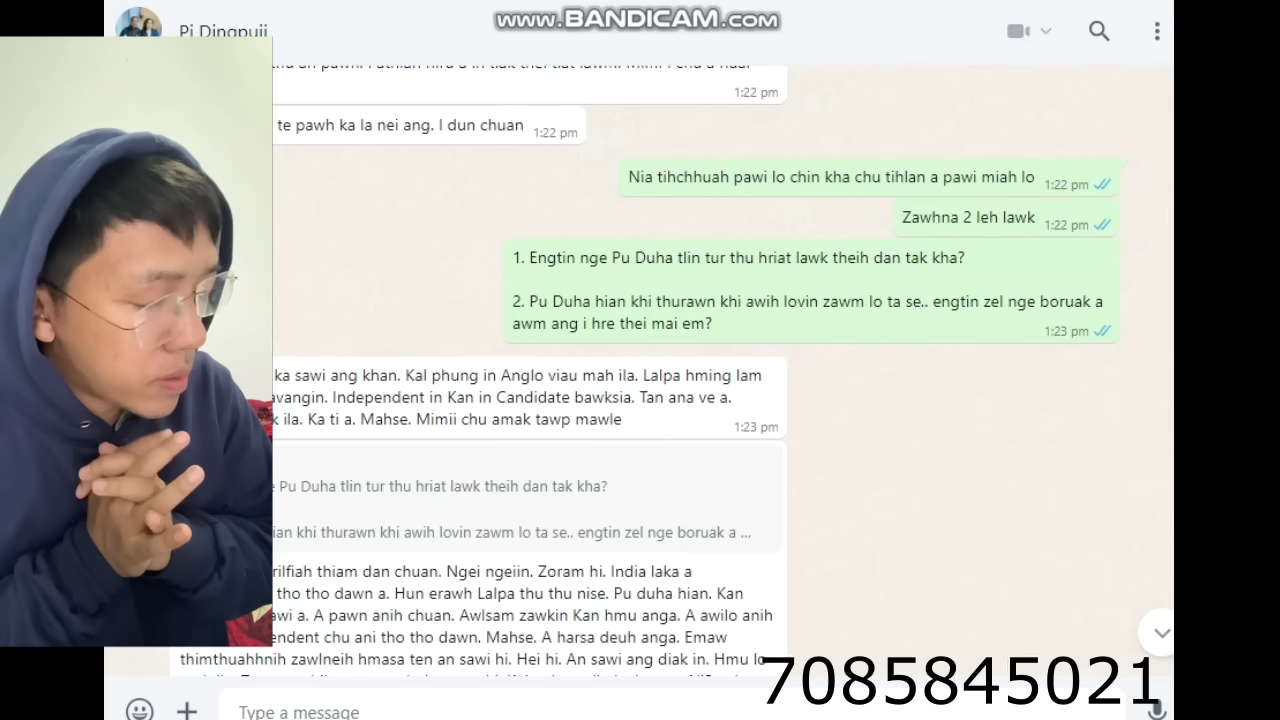 www.BANDICAM.com
Pi Dingpuii
1:22 pm
te pawh ka la nei ang. I dun chuan 1:22 pm
Nia tihchhuah pawi lo chin kha chu tihlan a pawi miah lo 1:22 pm
Zawhna 2 leh lawk 1:22 pm
1. Engtin nge Pu Duha tlin tur thu hriat lawk theih dan tak kha?
2. Pu Duha hian khi thurawn khi awih lovin zawm lo ta se.. engtin zel nge boruak a
awm ang i hre thei mai em? 1:23 pm
ka sawi ang khan. Kal phung in Anglo viau mah ila. Lalpa hming lam
avangin. Independent in Kan in Candidate bawksia. Tan ana ve a.
ila. Ka ti a. Mahse. Mimii chu amak tawp mawle 1:23 pm
Pu Duha tlin tur thu hriat lawk theih dan tak kha?
ian khi thurawn khi awih lovin zawm lo ta se.. engtin zel nge boruak a ...
rilfiah thiam dan chuan. Ngei ngeiin. Zoram hi. India laka a
tho tho dawn a. Hun erawh Lalpa thu thu nise. Pu duha hian. Kan
awi a. A pawn anih chuan. Awlsam zawkin Kan hmu anga. A awilo anih
endent chu ani tho tho dawn. Mahse. A harsa deuh anga. Emaw
thimthuahhnih zawlneih hmasa ten an sawi hi. Hei hi. An sawi ang diak in. Hmu lo
7085845021
Type a message